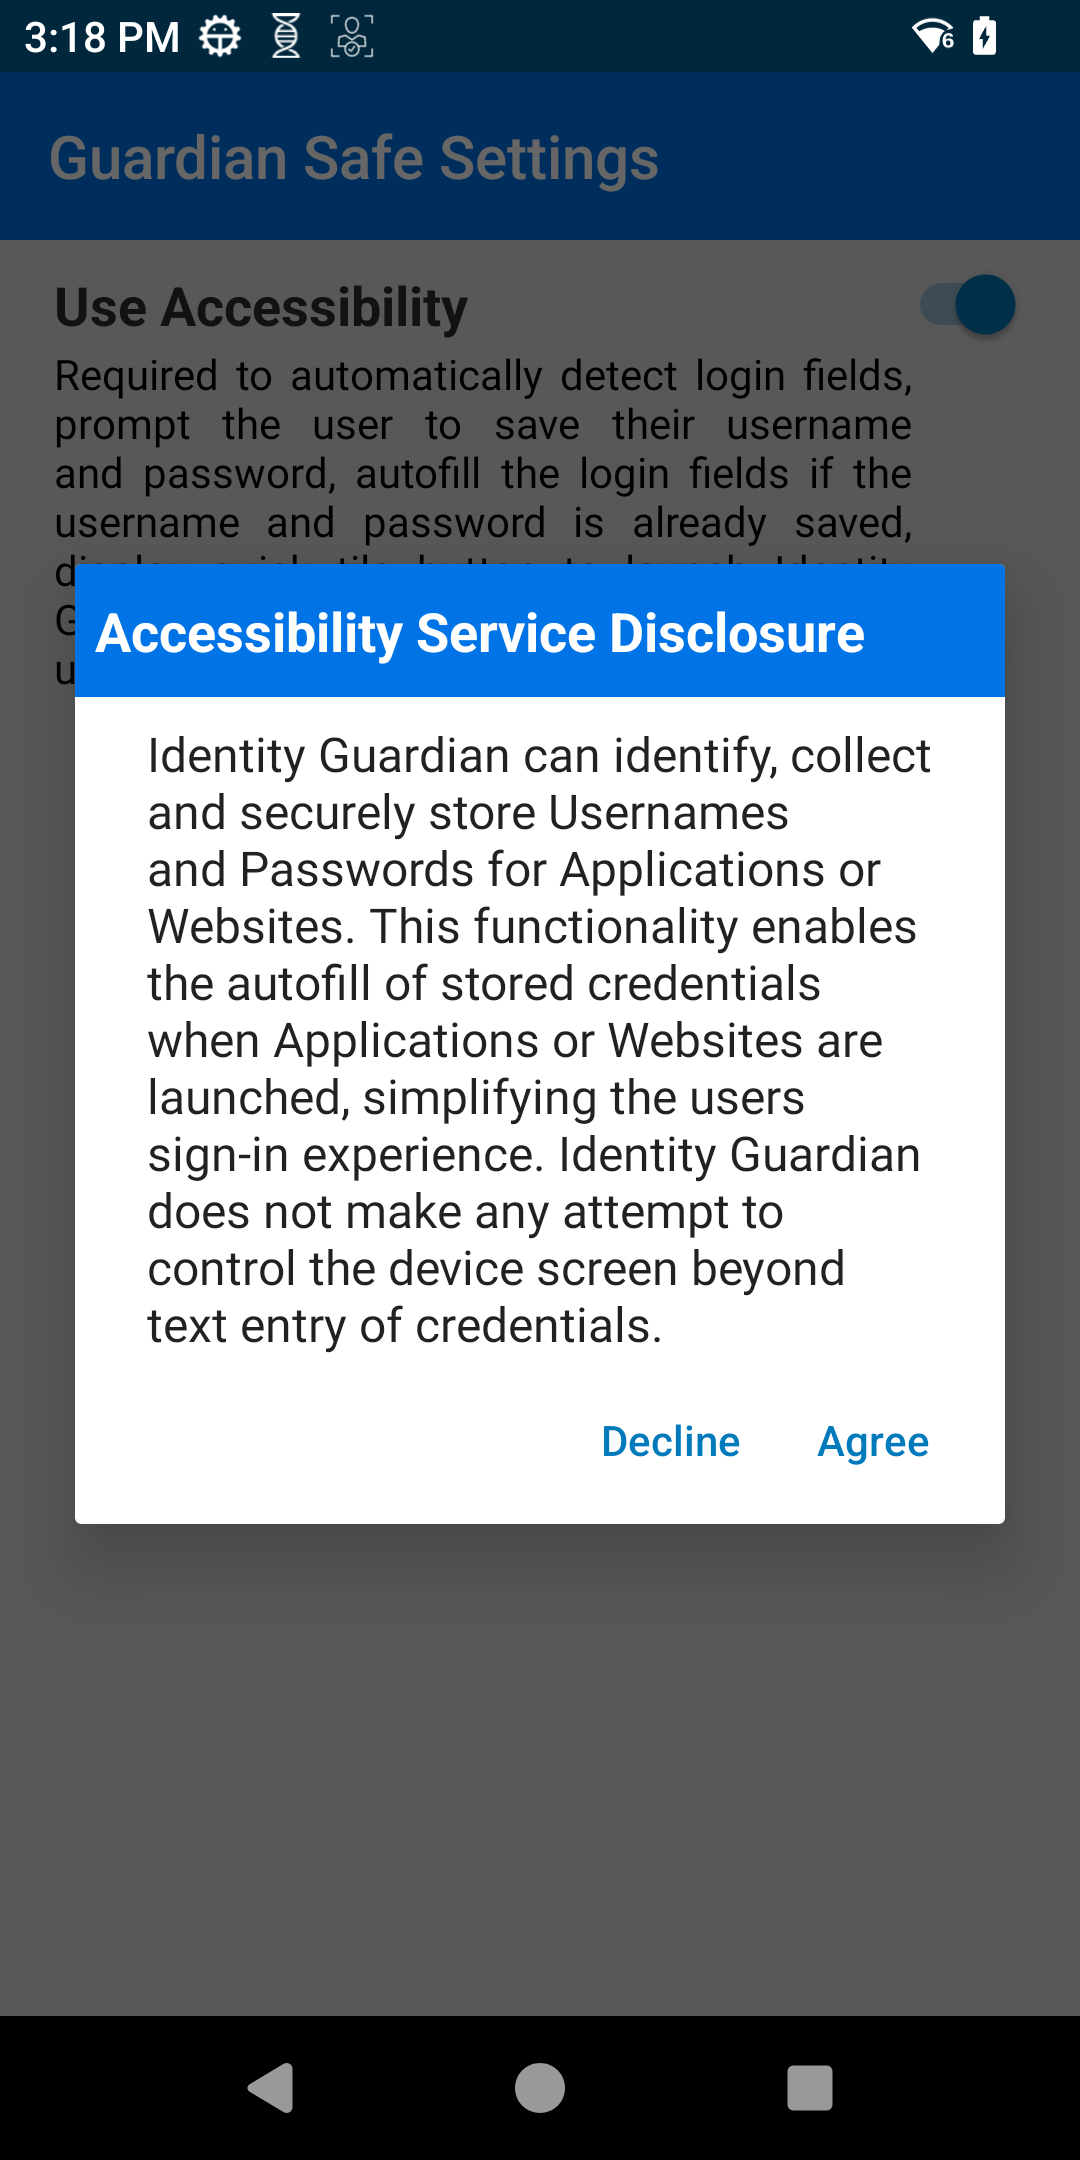 3:18 PM
6
Guardian Safe Settings
Use Accessibility
Required to automatically detect login fields,
prompt the user to save their username
and password, autofill the login fields if the
username and password is already saved,
Accessibility Service Disclosure
Identity Guardian can identify, collect
and securely store Usernames
and Passwords for Applications or
Websites. This functionality enables
the autofill of stored credentials
when Applications or Websites are
launched, simplifying the users
sign-in experience. Identity Guardian
does not make any attempt to
control the device screen beyond
text entry of credentials.
Decline Agree